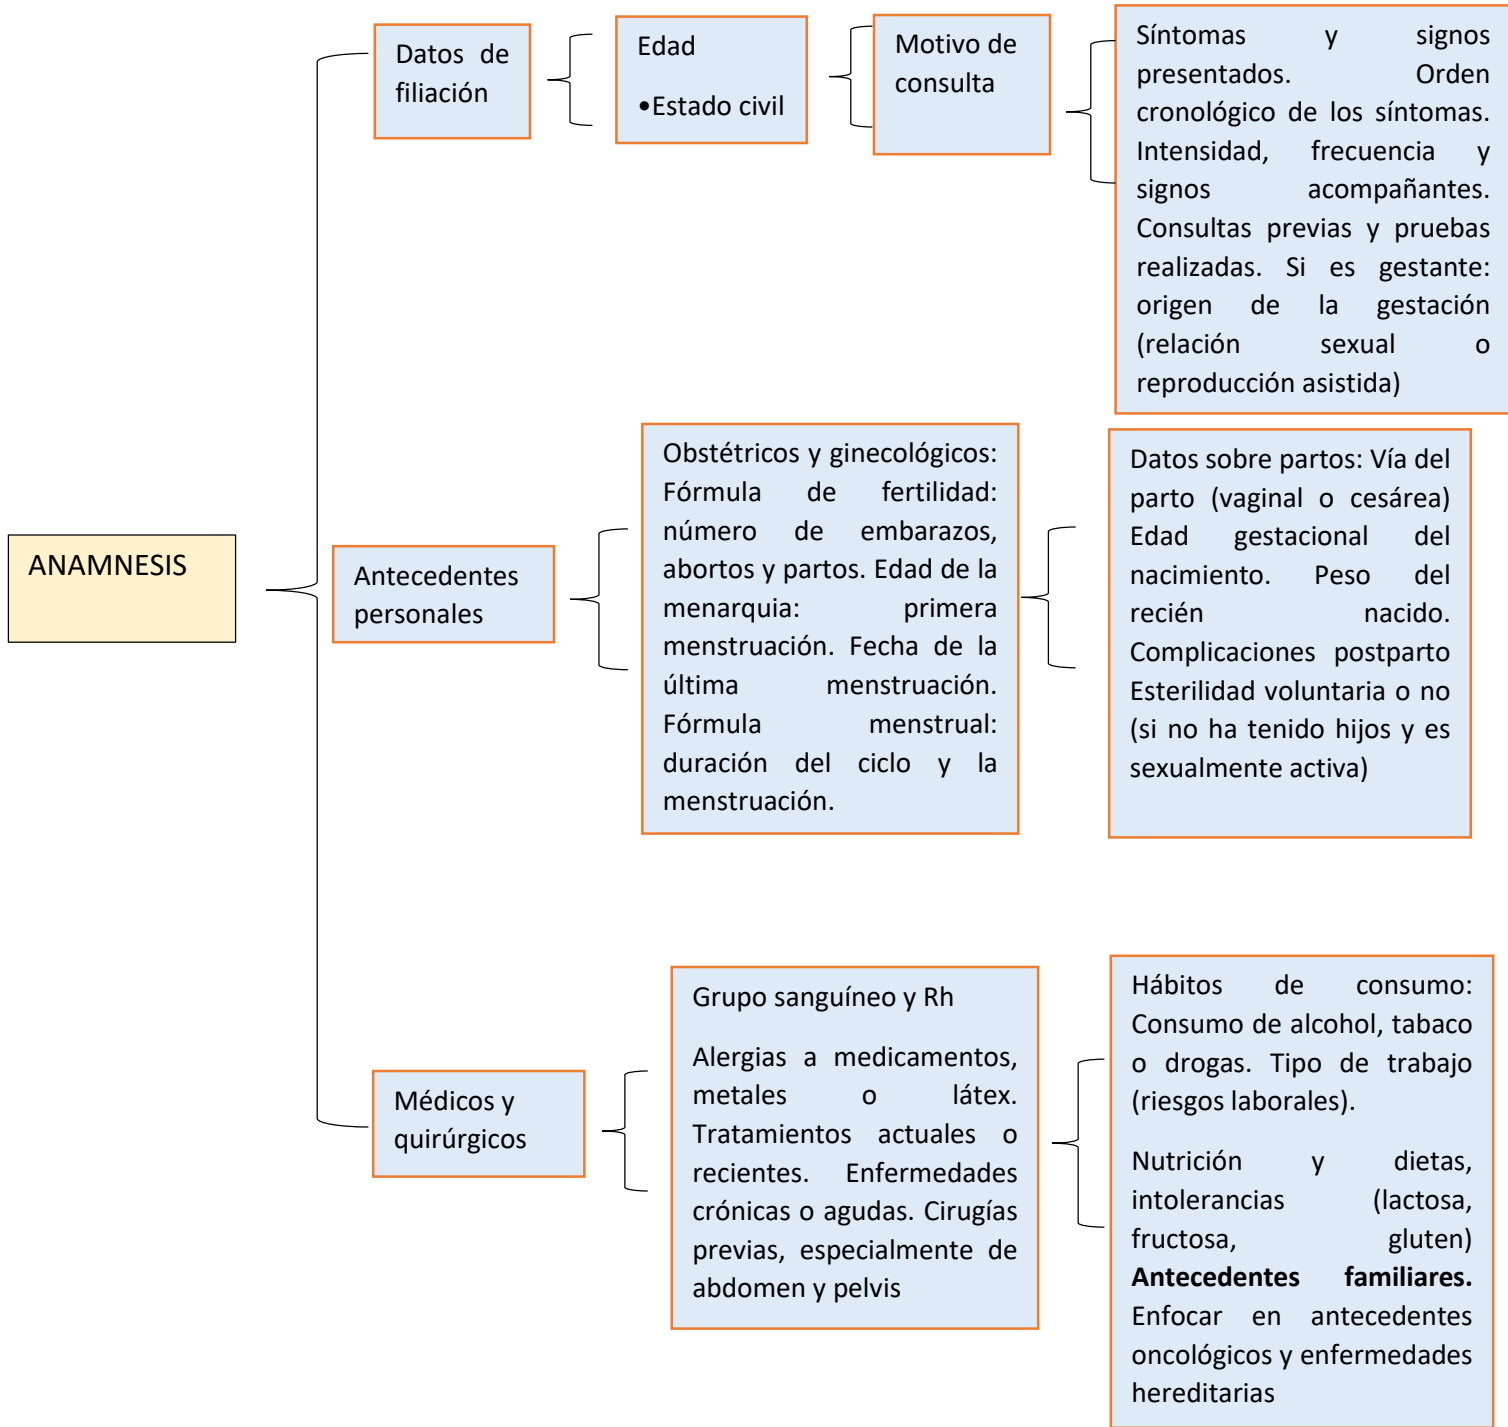 ANAMNESIS
Datos de
filiación
Edad
•Estado civil
Motivo de
consulta
Síntomas y signos
presentados. Orden
cronológico de los síntomas.
Intensidad, frecuencia y
signos acompañantes.
Consultas previas y pruebas
realizadas. Si es gestante:
origen de la gestación
(relación sexual o
reproducción asistida)
Antecedentes
personales
Obstétricos y ginecológicos:
Fórmula de fertilidad:
número de embarazos,
abortos y partos. Edad de la
menarquia: primera
menstruación. Fecha de la
última menstruación.
Fórmula menstrual:
duración del ciclo y la
menstruación.
Datos sobre partos: Vía del
parto (vaginal o cesárea)
Edad gestacional del
nacimiento. Peso del
recién nacido.
Complicaciones postparto
Esterilidad voluntaria o no
(si no ha tenido hijos y es
sexualmente activa)
Médicos y
quirúrgicos
Grupo sanguíneo y Rh
Alergias a medicamentos,
metales o látex.
Tratamientos actuales o
recientes. Enfermedades
crónicas o agudas. Cirugías
previas, especialmente de
abdomen y pelvis
Hábitos de consumo:
Consumo de alcohol, tabaco
o drogas. Tipo de trabajo
(riesgos laborales).
Nutrición y dietas,
intolerancias (lactosa,
fructosa, gluten)
Antecedentes familiares.
Enfocar en antecedentes
oncológicos y enfermedades
hereditarias